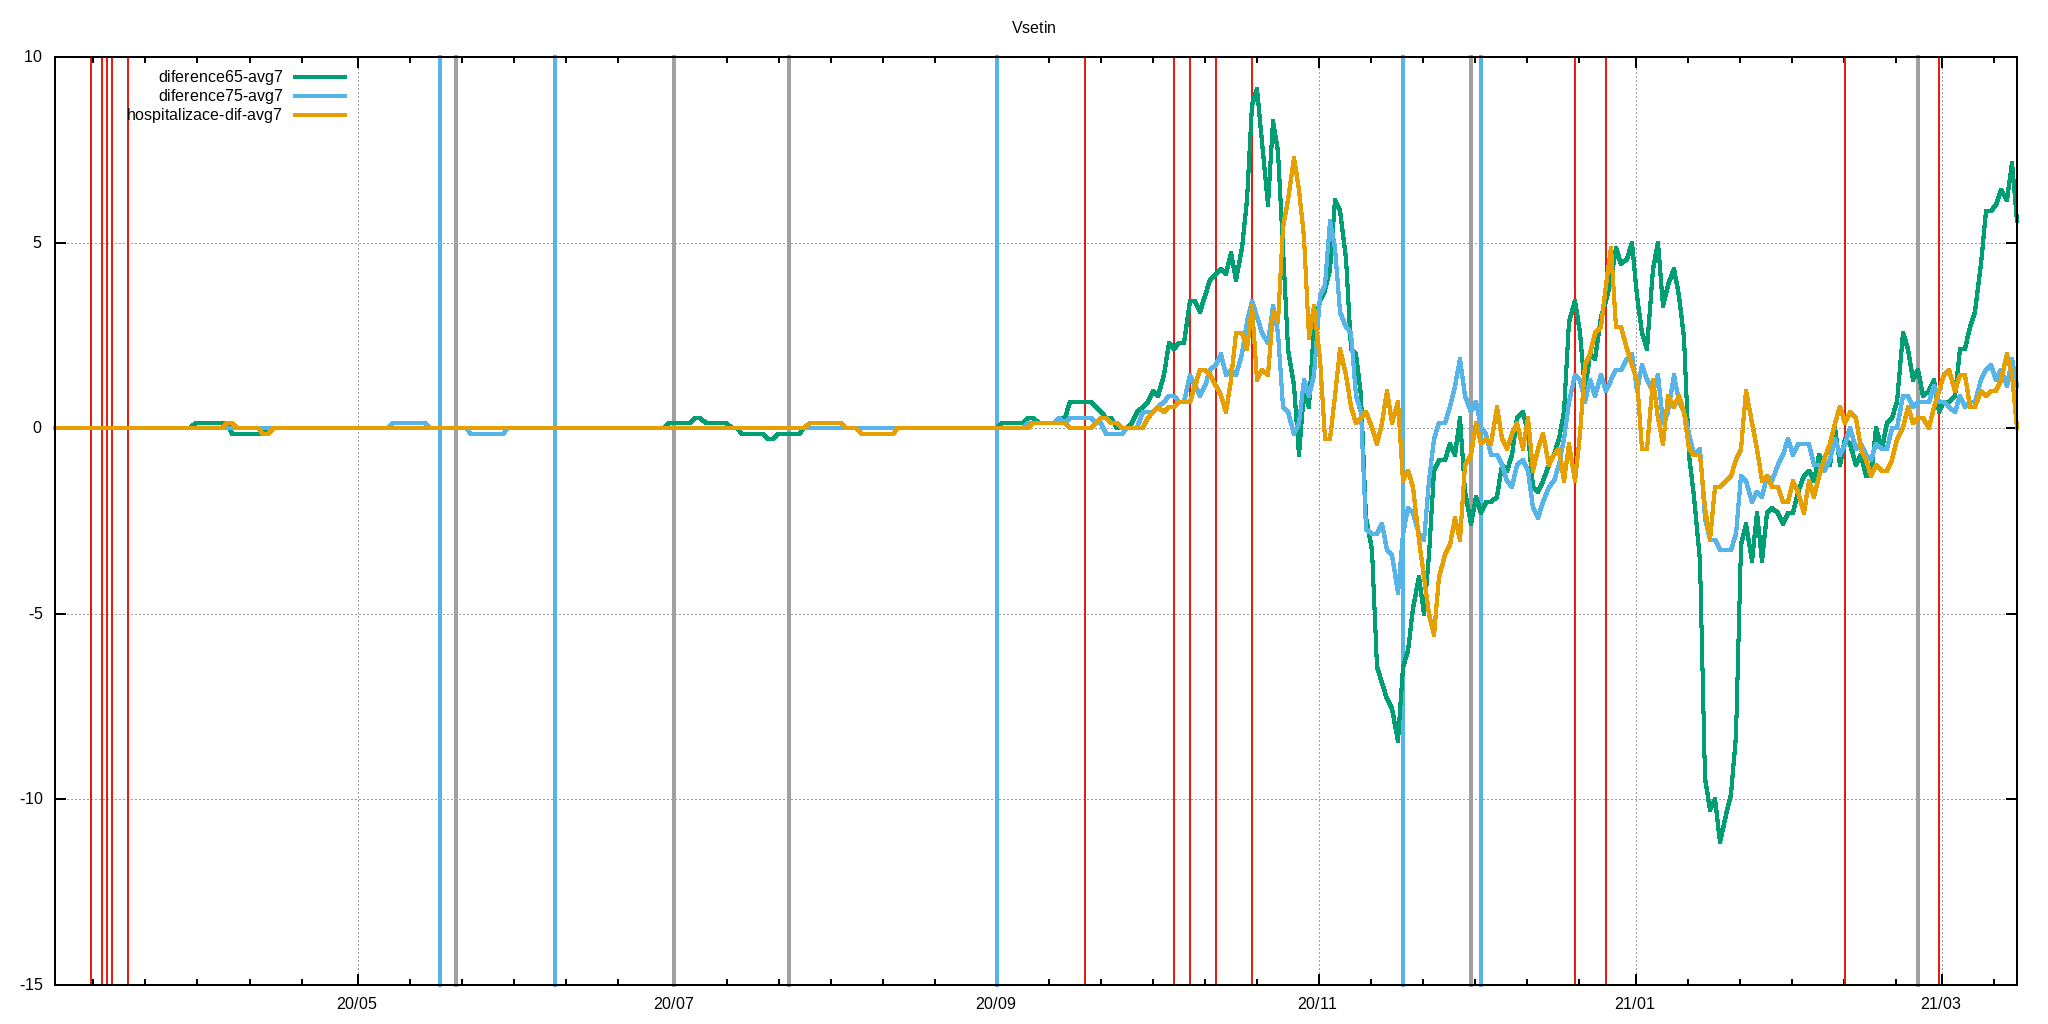 Vsetin
10
diference65-avg7
diference75-avg7
hospitalizace-dif-avg7
5
0
-5
-10
-15
20/05 20/07 20/09 20/11 21/01 21/03